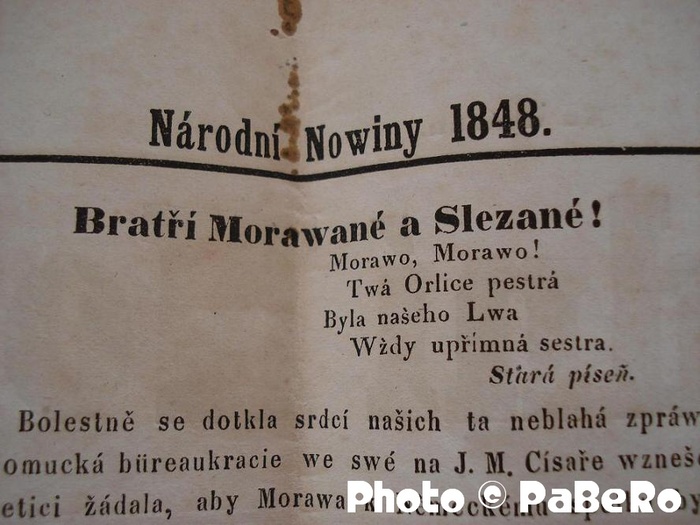 Národní Nowiny 1848.
Bratří Morawané a Slezané!
Morawo, Morawo!
Twá Orlice pestrá
Byla našeho Lwa
Wždy upřímná sestra.
Stará píseň.
Bolestně se dotkla srdcí našich ta neblahá zpráw
omucká büreaukracie we swé na J. M. Císaře wzneše
etici žádala, aby Morawa k
Photo © PaBeRo